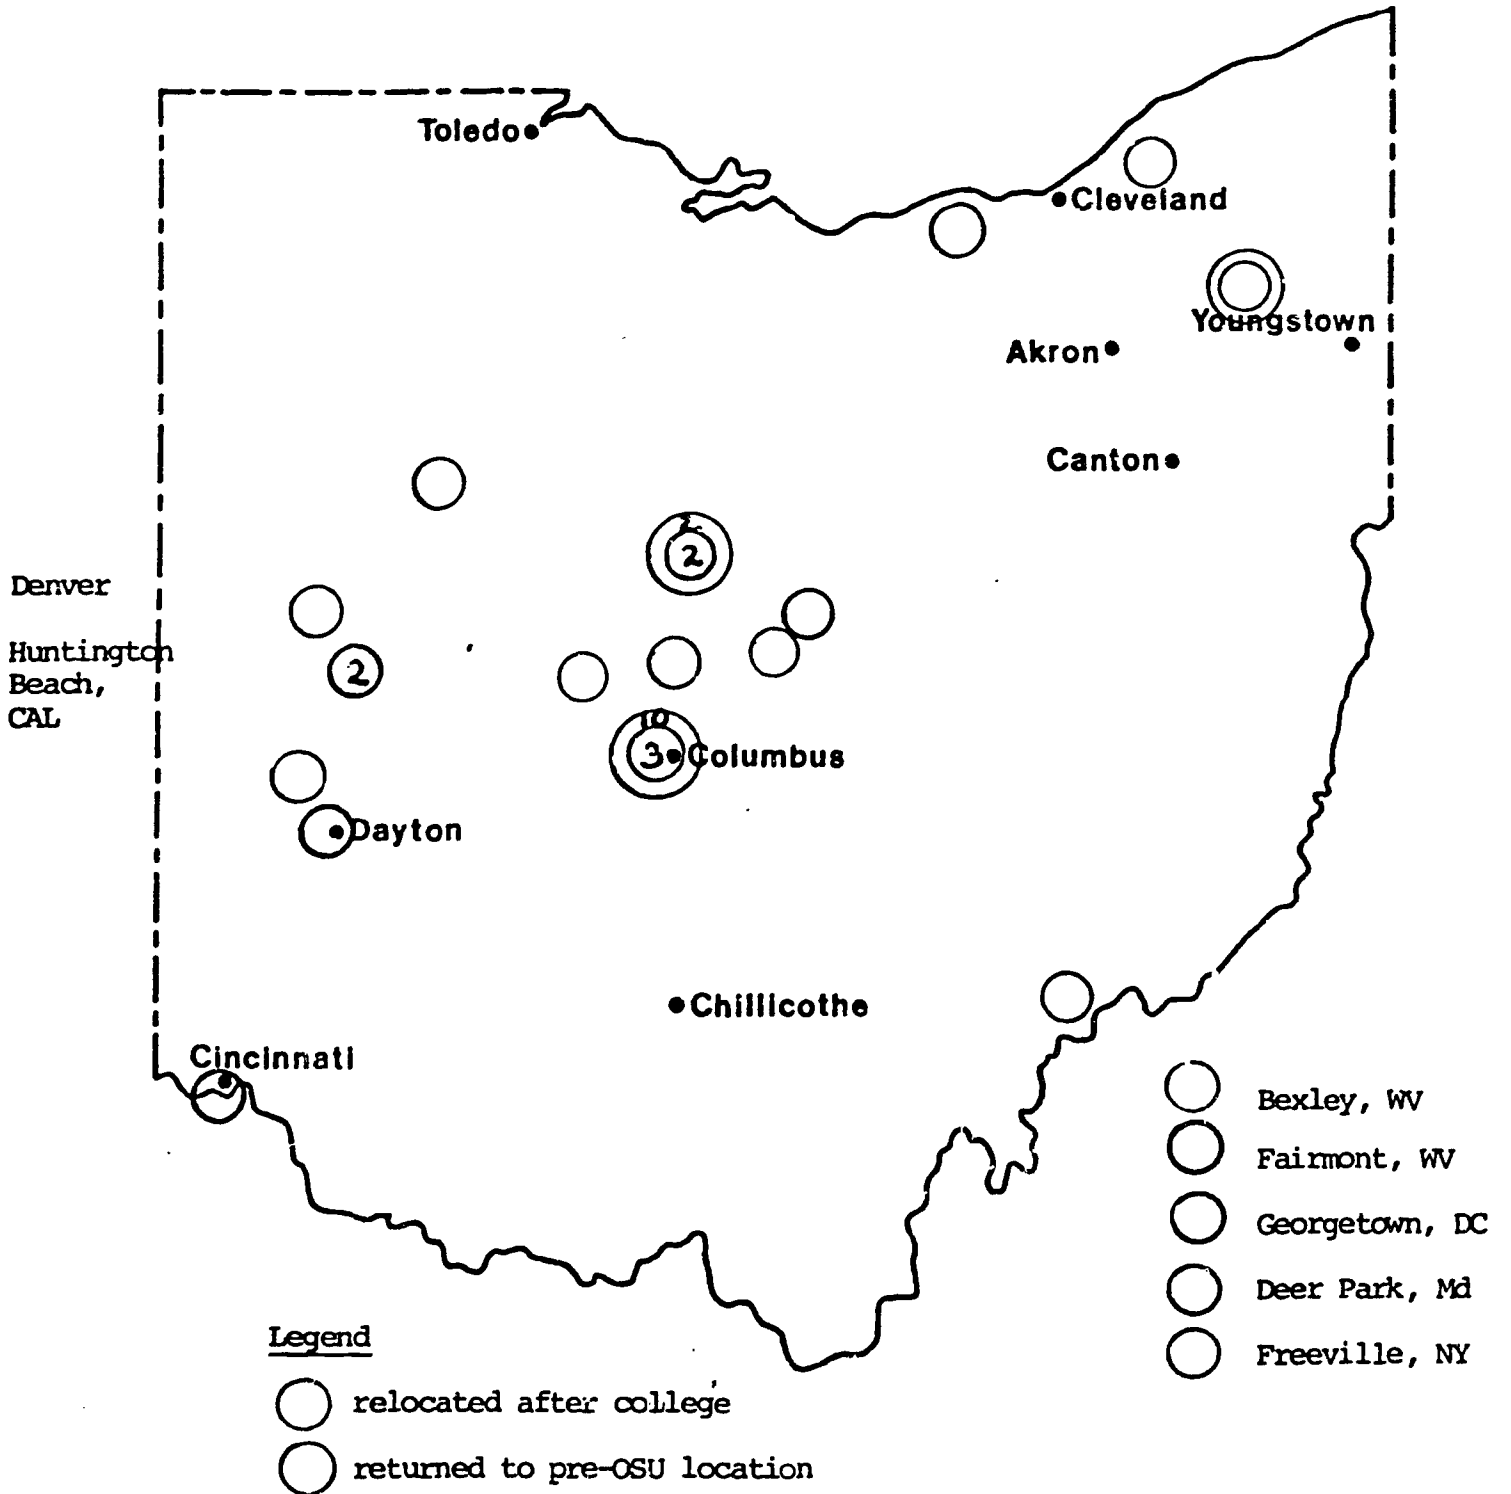 Toledo
Cleveland
Youngstown
Akron
Canton
2
2
Denver
Huntington
Beach,
CAL
2
10
3
Columbus
Dayton
Chillicothe
Cincinnati
Bexley, WV
Fairmont, WV
Georgetown, DC
Deer Park, Md
Freeville, NY
Legend
relocated after college
returned to pre-OSU location